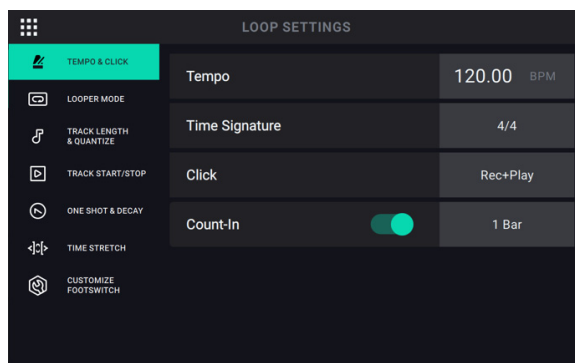 LOOP SETTINGS
TEMPO & CLICK
LOOPER MODE
TRACK LENGTH
& QUANTIZE
TRACK START/STOP
ONE SHOT & DECAY
TIME STRETCH
CUSTOMIZE
FOOTSWITCH
Tempo 120.00 BPM
Time Signature 4/4
Click Rec+Play
Count-In 1 Bar